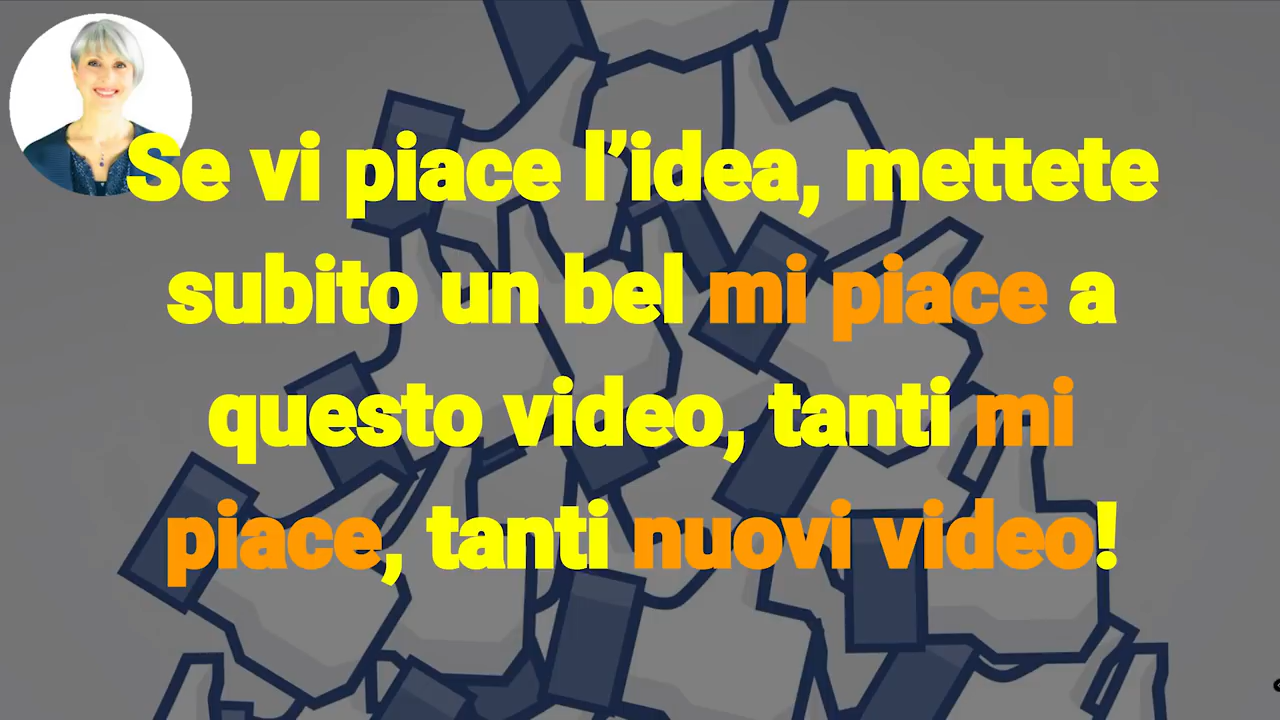 Se vi piace l’idea, mettete
subito un bel mi piace a
questo video, tanti mi
piace, tanti nuovi video!